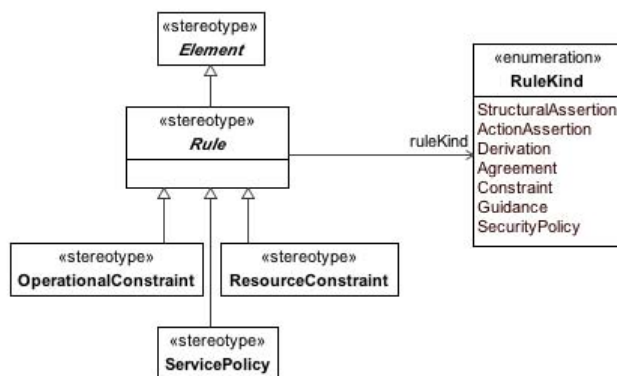 «stereotype»
Element
«stereotype»
Rule
ruleKind
«enumeration»
RuleKind
StructuralAssertion
ActionAssertion
Derivation
Agreement
Constraint
Guidance
SecurityPolicy
«stereotype»
OperationalConstraint
«stereotype»
ResourceConstraint
«stereotype»
ServicePolicy